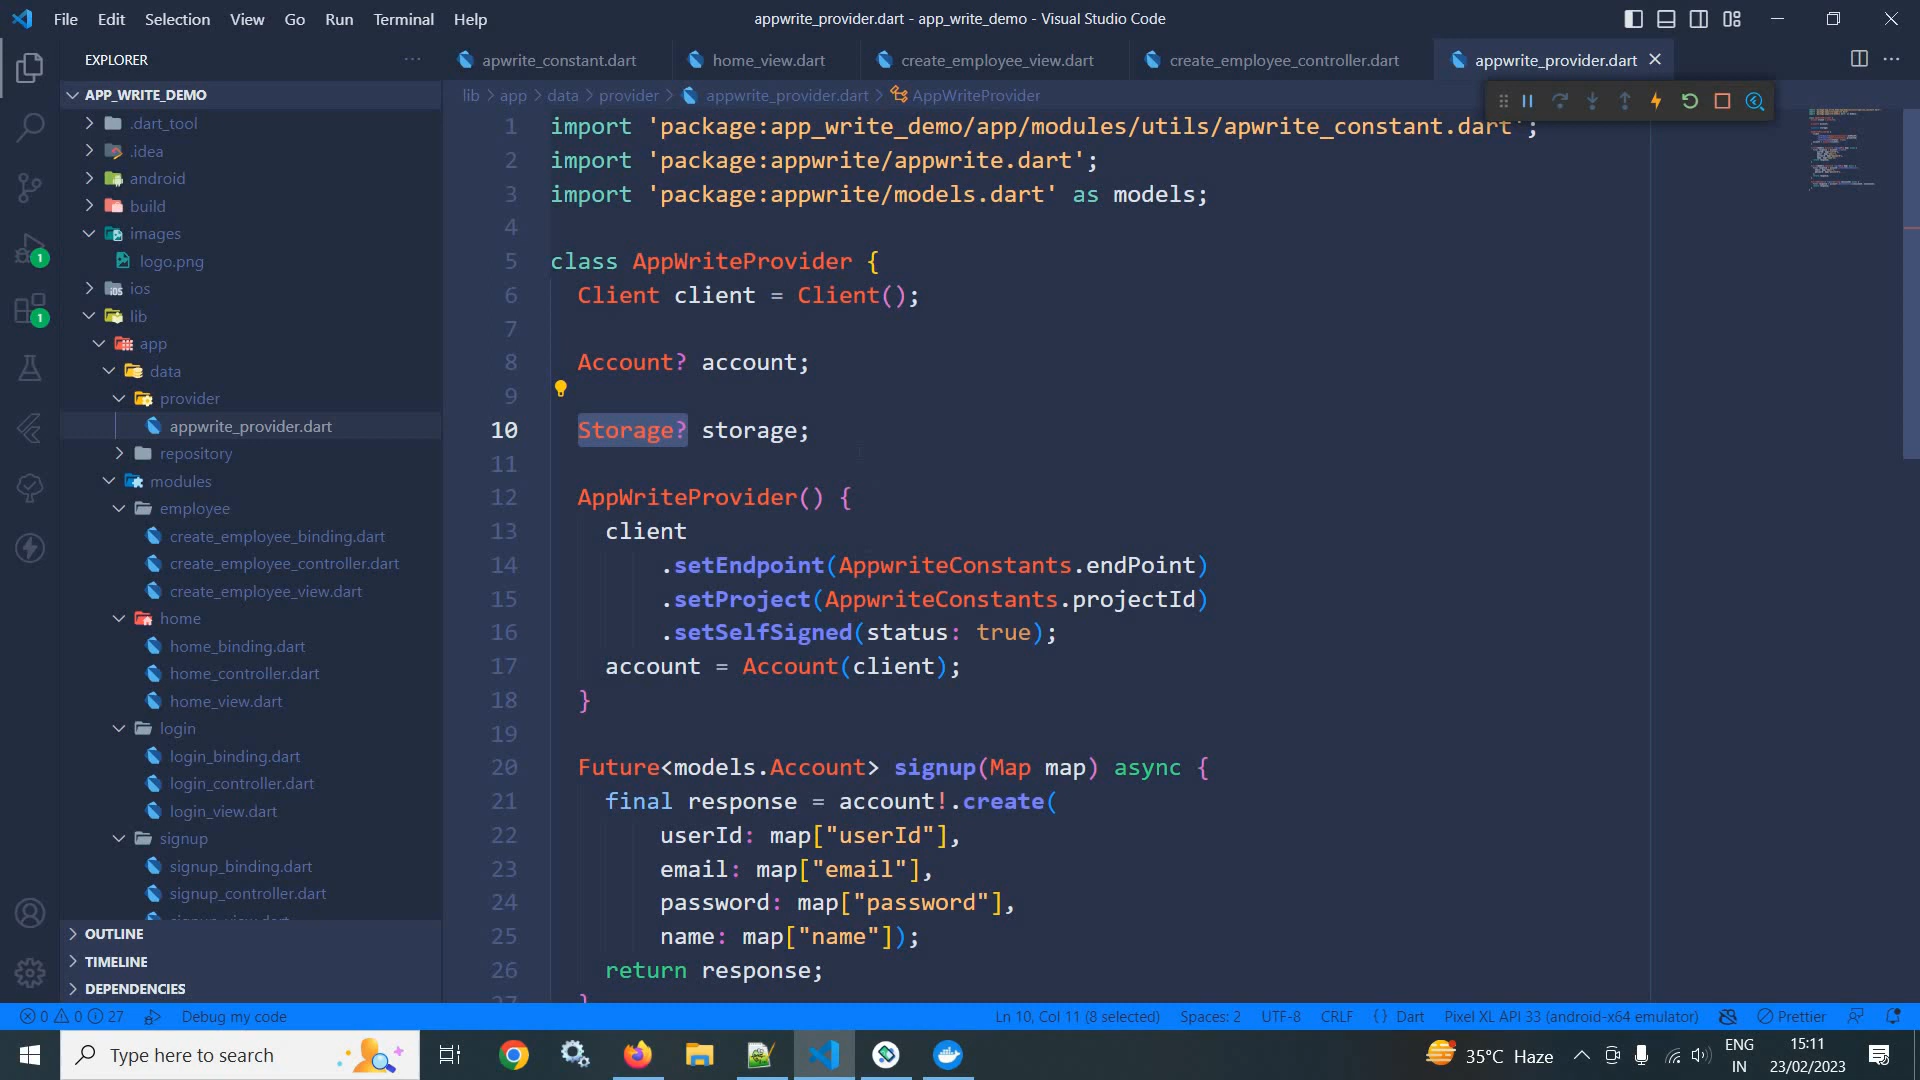 File Edit Selection View Go Run Terminal Help
appwrite_provider.dart - app_write_demo - Visual Studio Code
EXPLORER
APP_WRITE_DEMO
.dart_tool
.idea
android
build
images
logo.png
ios
lib
app
data
provider
appwrite_provider.dart
repository
modules
employee
create_employee_binding.dart
create_employee_controller.dart
create_employee_view.dart
home
home_binding.dart
home_controller.dart
home_view.dart
login
login_binding.dart
login_controller.dart
login_view.dart
signup
signup_binding.dart
signup_controller.dart
signup_view.dart
OUTLINE
TIMELINE
DEPENDENCIES
1
1
apwrite_constant.dart home_view.dart create_employee_view.dart create_employee_controller.dart appwrite_provider.dart
lib > app > data > provider > appwrite_provider.dart > AppWriteProvider
1 import 'package:app_write_demo/app/modules/utils/apwrite_constant.dart';
2 import 'package:appwrite/appwrite.dart';
3 import 'package:appwrite/models.dart' as models;
4
5 class AppWriteProvider {
6 Client client = Client();
7
8 Account? account;
9
10 Storage? storage;
11
12 AppWriteProvider() {
13 client
14 .setEndpoint(AppwriteConstants.endPoint)
15 .setProject(AppwriteConstants.projectId)
16 .setSelfSigned(status: true);
17 account = Account(client);
18 }
19
20 Future<models.Account> signup(Map map) async {
21 final response = account!.create(
22 userId: map["userId"],
23 email: map["email"],
24 password: map["password"],
25 name: map["name"]);
26 return response;
27 }
0 0 27 Debug my code
Ln 10, Col 11 (8 selected) Spaces: 2 UTF-8 CRLF { } Dart Pixel XL API 33 (android-x64 emulator) Prettier
Type here to search
35°C Haze
ENG
IN
15:11
23/02/2023